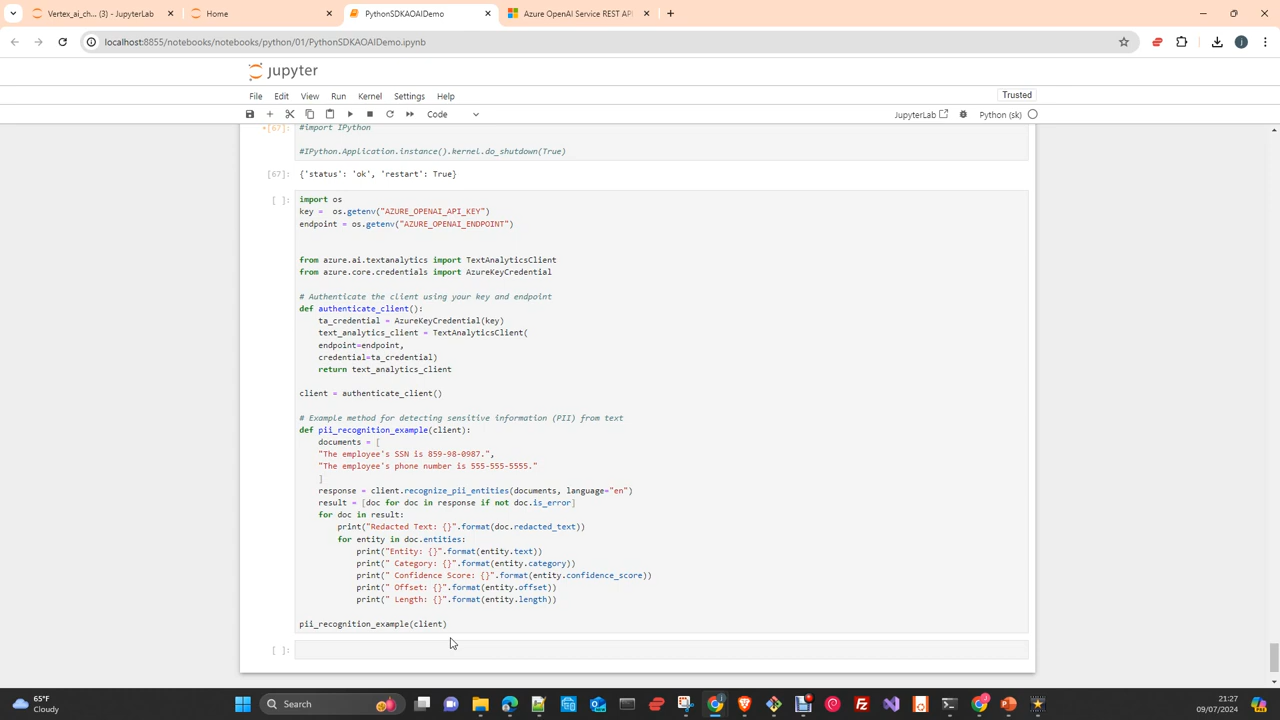 Vertex_ai_ch... (3) - JupyterLab
Home
PythonSDKAOAIDemo
Azure OpenAI Service REST API
localhost:8855/notebooks/notebooks/python/01/PythonSDKAOAIDemo.ipynb
jupyter
File Edit View Run Kernel Settings Help
Trusted
Code
JupyterLab
Python (sk)
[67]: #import IPython
#IPython.Application.instance().kernel.do_shutdown(True)
[67]: {'status': 'ok', 'restart': True}
[ ]: import os
key =  os.getenv("AZURE_OPENAI_API_KEY")
endpoint = os.getenv("AZURE_OPENAI_ENDPOINT")
from azure.ai.textanalytics import TextAnalyticsClient
from azure.core.credentials import AzureKeyCredential
# Authenticate the client using your key and endpoint
def authenticate_client():
ta_credential = AzureKeyCredential(key)
text_analytics_client = TextAnalyticsClient(
endpoint=endpoint,
credential=ta_credential)
return text_analytics_client
client = authenticate_client()
# Example method for detecting sensitive information (PII) from text
def pii_recognition_example(client):
documents = [
"The employee's SSN is 859-98-0987.",
"The employee's phone number is 555-555-5555."
]
response = client.recognize_pii_entities(documents, language="en")
result = [doc for doc in response if not doc.is_error]
for doc in result:
print("Redacted Text: {}".format(doc.redacted_text))
for entity in doc.entities:
print("Entity: {}".format(entity.text))
print(" Category: {}".format(entity.category))
print(" Confidence Score: {}".format(entity.confidence_score))
print(" Offset: {}".format(entity.offset))
print(" Length: {}".format(entity.length))
pii_recognition_example(client)
[ ]:
65°F
Cloudy
Search
21:27
09/07/2024